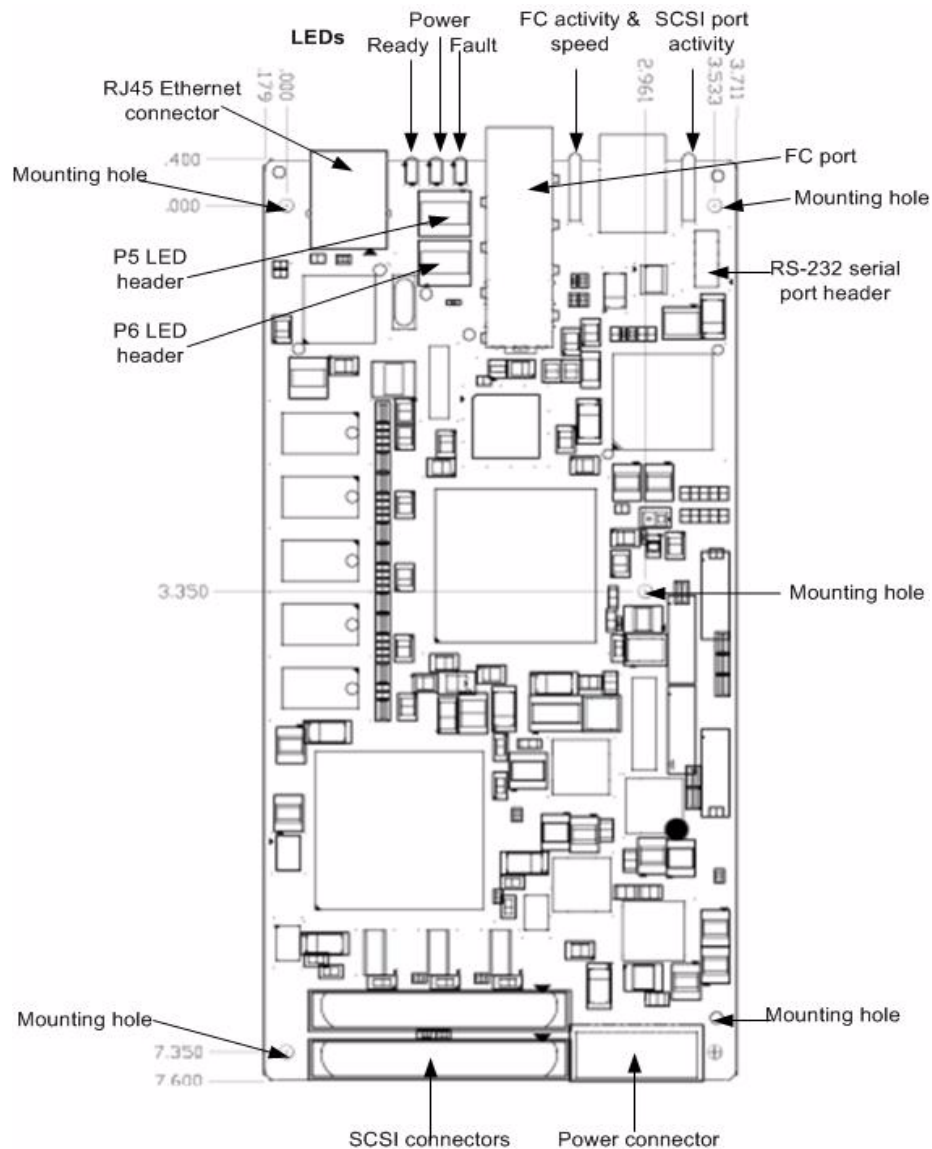 LEDs
Power
Ready
Fault
FC activity &
speed
SCSI port
activity
RJ45 Ethernet
connector
.179
.000
2.961
3.533
3.711
.400
FC port
Mounting hole
.000
Mounting hole
P5 LED
header
RS-232 serial
port header
P6 LED
header
3.350
Mounting hole
Mounting hole
Mounting hole
7.350
7.600
SCSI connectors
Power connector